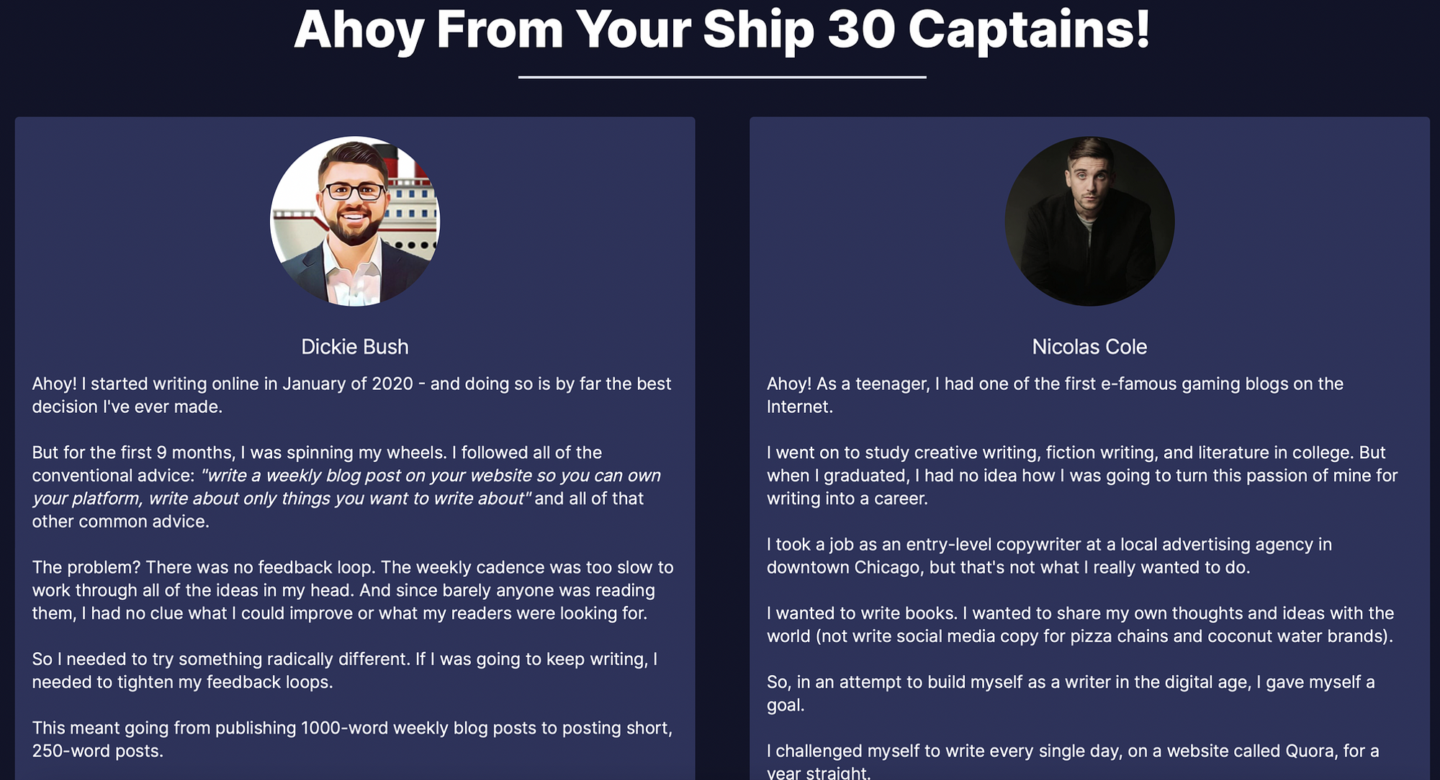 Ahoy From Your Ship 30 Captains!
Dickie Bush
Ahoy! I started writing online in January of 2020 - and doing so is by far the best
decision I've ever made.
But for the first 9 months, I was spinning my wheels. I followed all of the
conventional advice: "write a weekly blog post on your website so you can own
your platform, write about only things you want to write about" and all of that
other common advice.
The problem? There was no feedback loop. The weekly cadence was too slow to
work through all of the ideas in my head. And since barely anyone was reading
them, I had no clue what I could improve or what my readers were looking for.
So I needed to try something radically different. If I was going to keep writing, I
needed to tighten my feedback loops.
This meant going from publishing 1000-word weekly blog posts to posting short,
250-word posts.
Nicolas Cole
Ahoy! As a teenager, I had one of the first e-famous gaming blogs on the
Internet.
I went on to study creative writing, fiction writing, and literature in college. But
when I graduated, I had no idea how I was going to turn this passion of mine for
writing into a career.
I took a job as an entry-level copywriter at a local advertising agency in
downtown Chicago, but that's not what I really wanted to do.
I wanted to write books. I wanted to share my own thoughts and ideas with the
world (not write social media copy for pizza chains and coconut water brands).
So, in an attempt to build myself as a writer in the digital age, I gave myself a
goal.
I challenged myself to write every single day, on a website called Quora, for a
year straight.